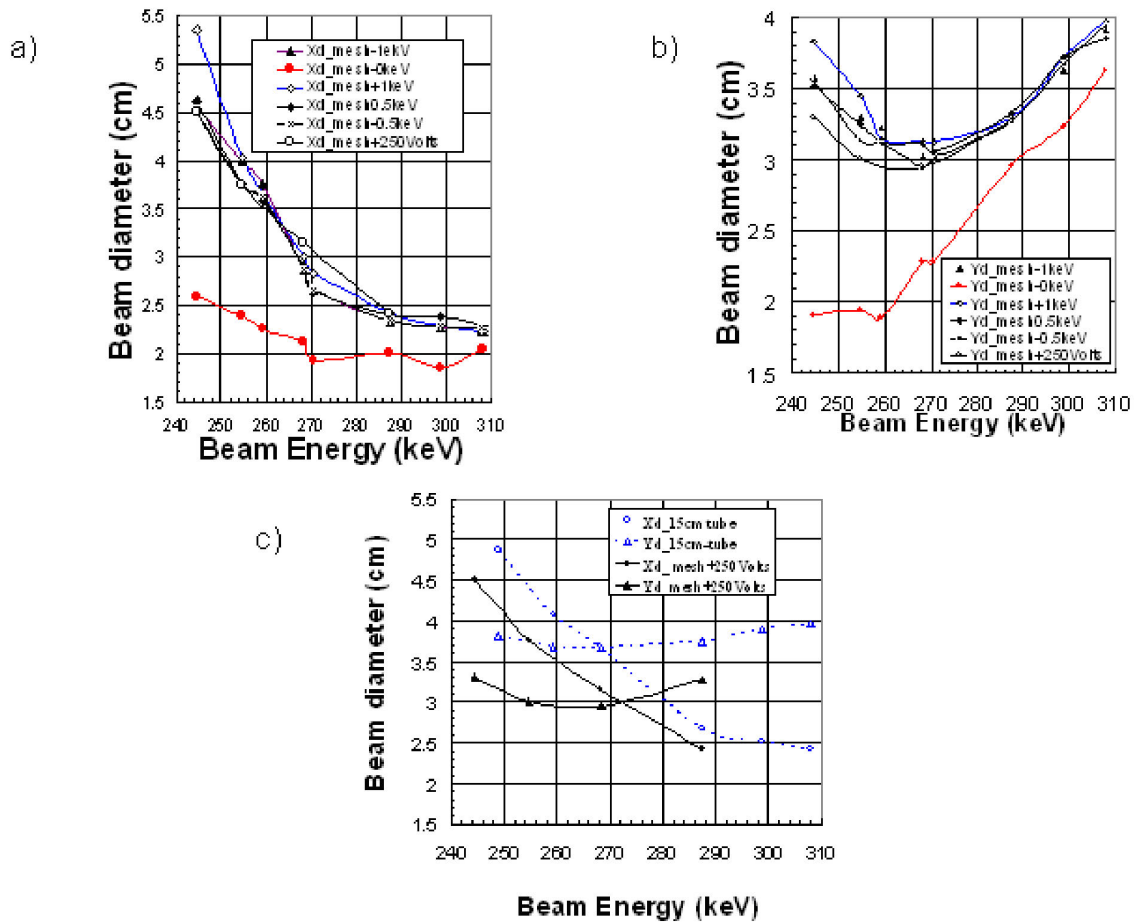 a)
5.5
5
4.5
4
3.5
3
2.5
2
1.5
Beam diameter (cm)
Xd_mesh-1ekV
Xd_mesh-0keV
Xd_mesh+1keV
Xd_mesh0.5keV
Xd_mesh-0.5keV
Xd_mesh+250Volts
240 250 260 270 280 290 300 310
Beam Energy (keV)
b)
4
3.5
3
2.5
2
1.5
Beam diameter (cm)
Yd_mesh-1keV
Yd_mesh-0keV
Yd_mesh+1keV
Yd_mesh0.5keV
Yd_mesh-0.5keV
Yd_mesh+250Volts
240 250 260 270 280 290 300 310
Beam Energy (keV)
c)
5.5
5
4.5
4
3.5
3
2.5
2
1.5
Beam diameter (cm)
Xd_15cm-tube
Yd_15cm-tube
Xd_mesh+250Volts
Yd_mesh+250Volts
240 250 260 270 280 290 300 310
Beam Energy (keV)